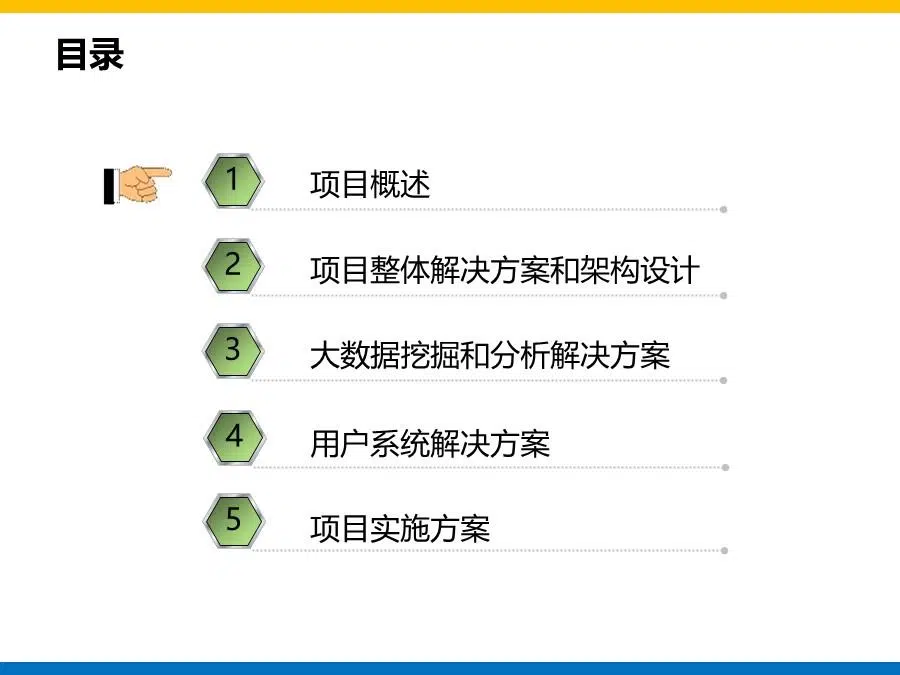 目录
1 项目概述
2 项目整体解决方案和架构设计
3 大数据挖掘和分析解决方案
4 用户系统解决方案
5 项目实施方案